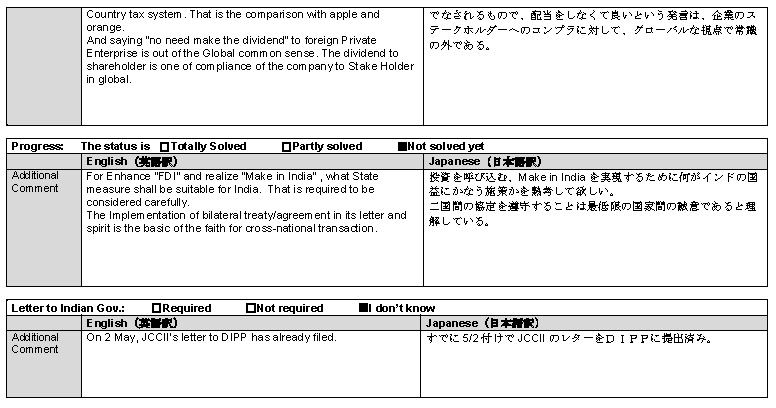 Country tax system. That is the comparison with apple and
orange.
And saying "no need make the dividend" to foreign Private
Enterprise is out of the Global common sense. The dividend to
shareholder is one of compliance of the company to Stake Holder
in global.
でなされるもので、配当をしなくて良いという発言は、企業のス
テークホルダーへのコンプラに対して、グローバルな視点で常識
の外である。
Progress: The status is □Totally Solved □Partly solved ■Not solved yet
English（英語訳） Japanese（日本語訳）
Additional
Comment
For Enhance "FDI" and realize "Make in India" , what State
measure shall be suitable for India. That is required to be
considered carefully.
The Implementation of bilateral treaty/agreement in its letter and
spirit is the basic of the faith for cross-national transaction.
投資を呼び込む、Make in India を実現するために何がインドの国
益にかなう施策かを熟考して欲しい。
二国間の協定を遵守することは最低限の国家間の誠意であると理
解している。
Letter to Indian Gov.: □Required □Not required ■I don't know
English（英語訳） Japanese（日本語訳）
Additional
Comment
On 2 May, JCCII's letter to DIPP has already filed.
すでに 5/2 付けで JCCII のレターをＤＩＰＰに提出済み。